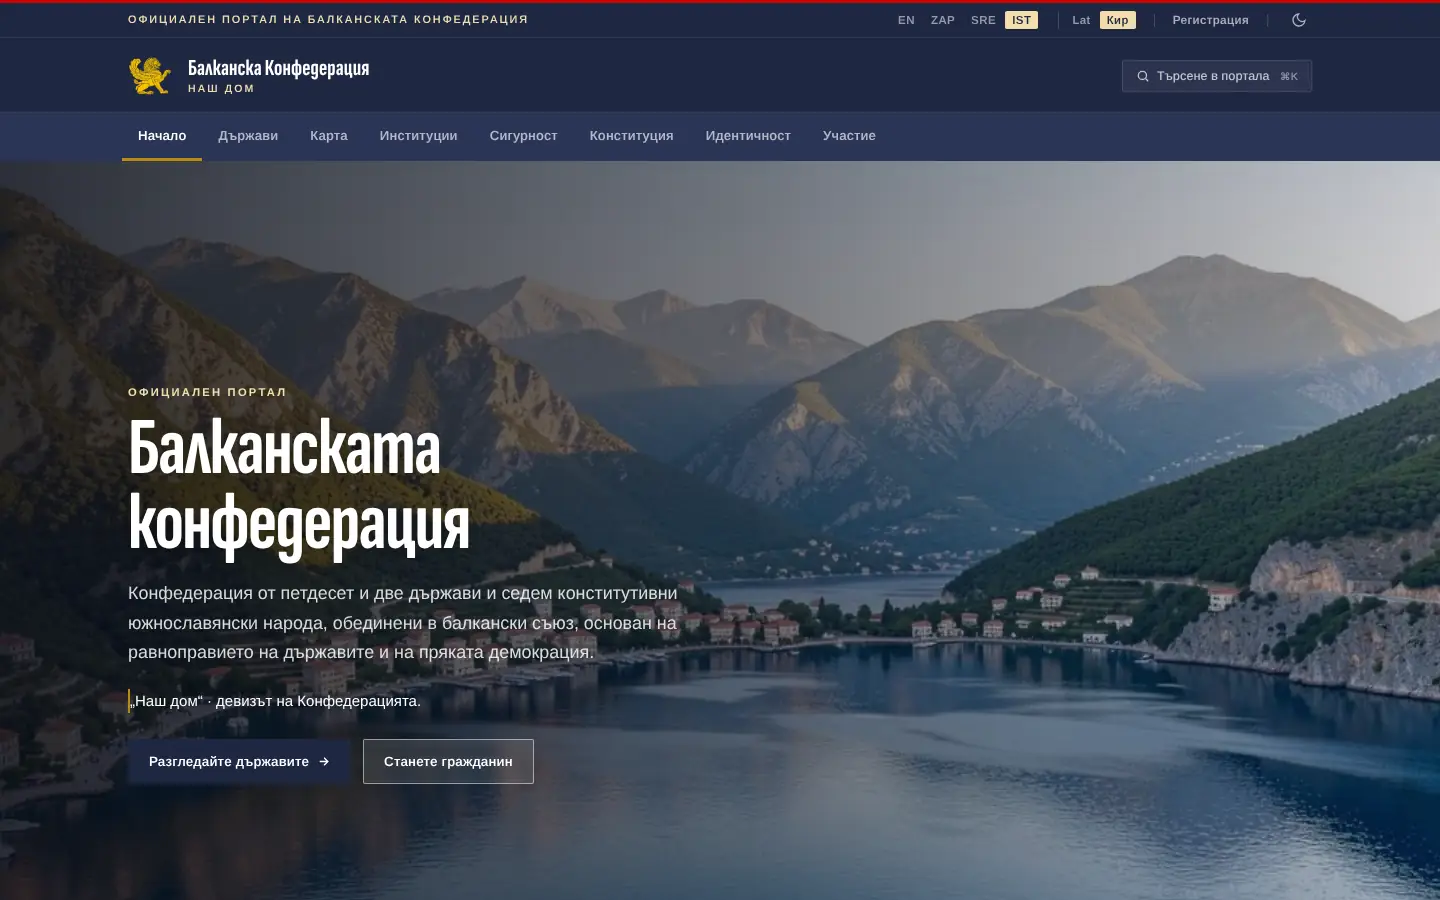 ОФИЦИАЛЕН ПОРТАЛ НА БАЛКАНСКАТА КОНФЕДЕРАЦИЯ
EN ZAP SRE IST Lat Кир Регистрация
Балканска Конфедерация
НАШ ДОМ
Търсене в портала ⌘K
Начало Държави Карта Институции Сигурност Конституция Идентичност Участие
ОФИЦИАЛЕН ПОРТАЛ
Балканската
конфедерация
Конфедерация от петдесет и две държави и седем конститутивни
южнославянски народа, обединени в балкански съюз, основан на
равноправието на държавите и на пряката демокрация.
„Наш дом“ · девизът на Конфедерацията.
Разгледайте държавите →
Станете гражданин